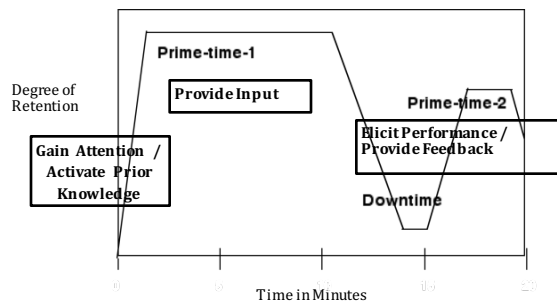 Prime-time-1
Degree of
Retention
Provide Input
Prime-time-2
Elicit Performance /
Provide Feedback
Gain Attention /
Activate Prior
Knowledge
Downtime
Time in Minutes